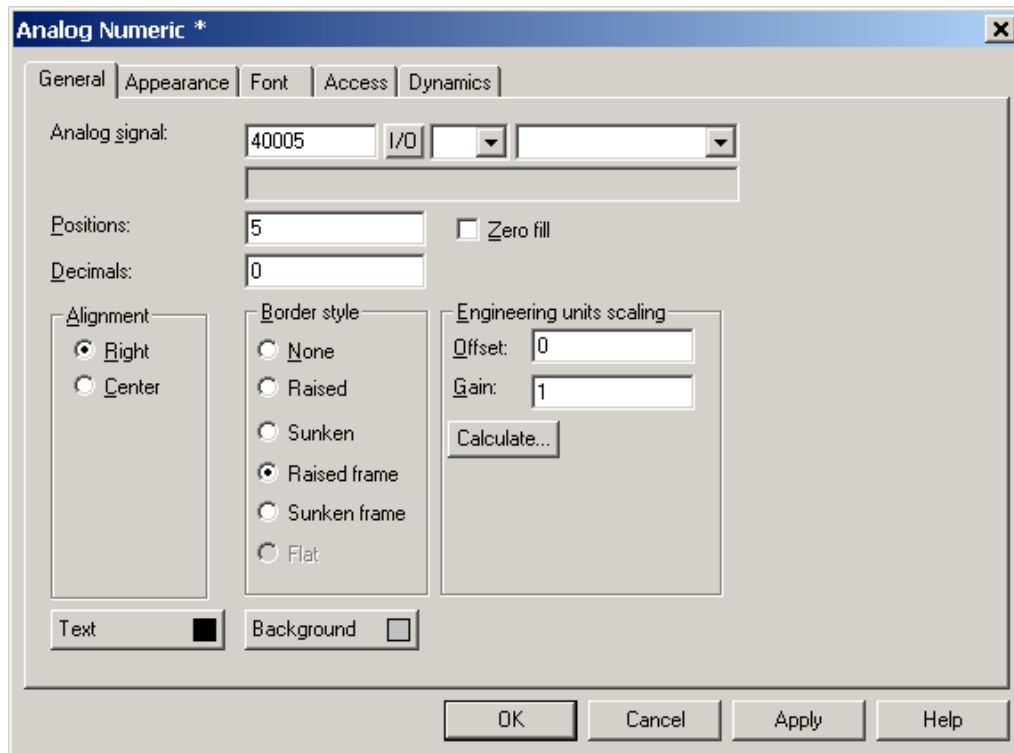 Analog Numeric *
General Appearance Font Access Dynamics
Analog signal: 40005 I/O
Positions: 5 Zero fill
Decimals: 0
Alignment Border style Engineering units scaling
Right None Offset: 0
Center Raised Gain: 1
Sunken Calculate...
Raised frame
Sunken frame
Flat
Text Background
OK Cancel Apply Help